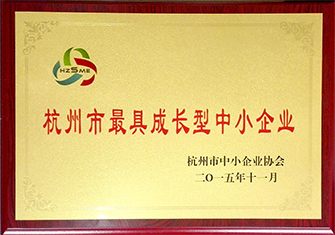 HZSME
杭州市最具成长型中小企业
杭州市中小企业协会
二〇一五年十一月